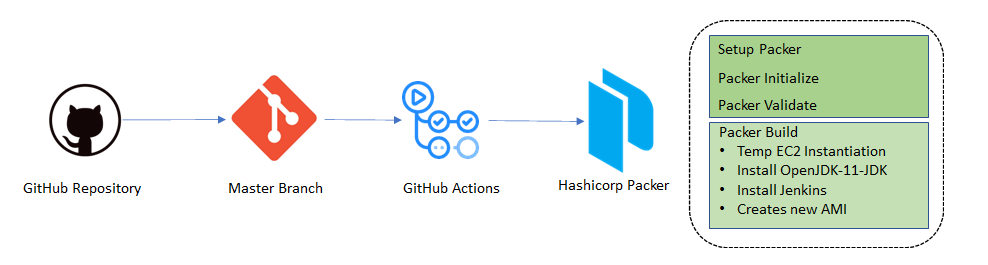 GitHub Repository
Master Branch
GitHub Actions
Hashicorp Packer
Setup Packer
Packer Initialize
Packer Validate
Packer Build
• Temp EC2 Instantiation
• Install OpenJDK-11-JDK
• Install Jenkins
• Creates new AMI